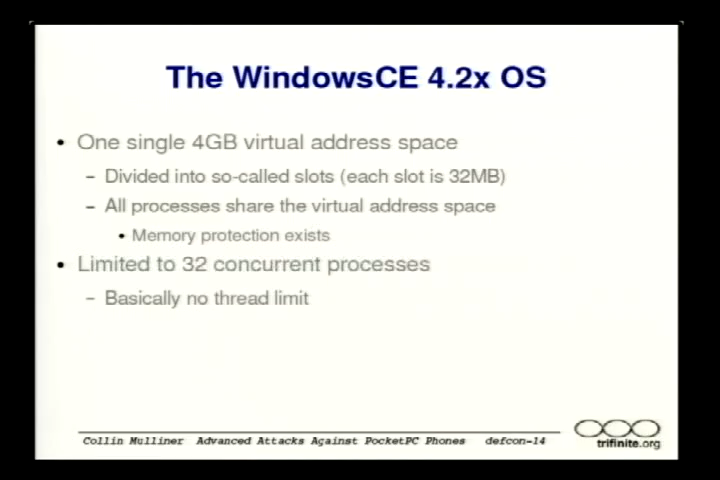 The WindowsCE 4.2x OS
• One single 4GB virtual address space
– Divided into so-called slots (each slot is 32MB)
– All processes share the virtual address space
• Memory protection exists
• Limited to 32 concurrent processes
– Basically no thread limit
Collin Mulliner Advanced Attacks Against PocketPC Phones defcon-14
trifinite.org